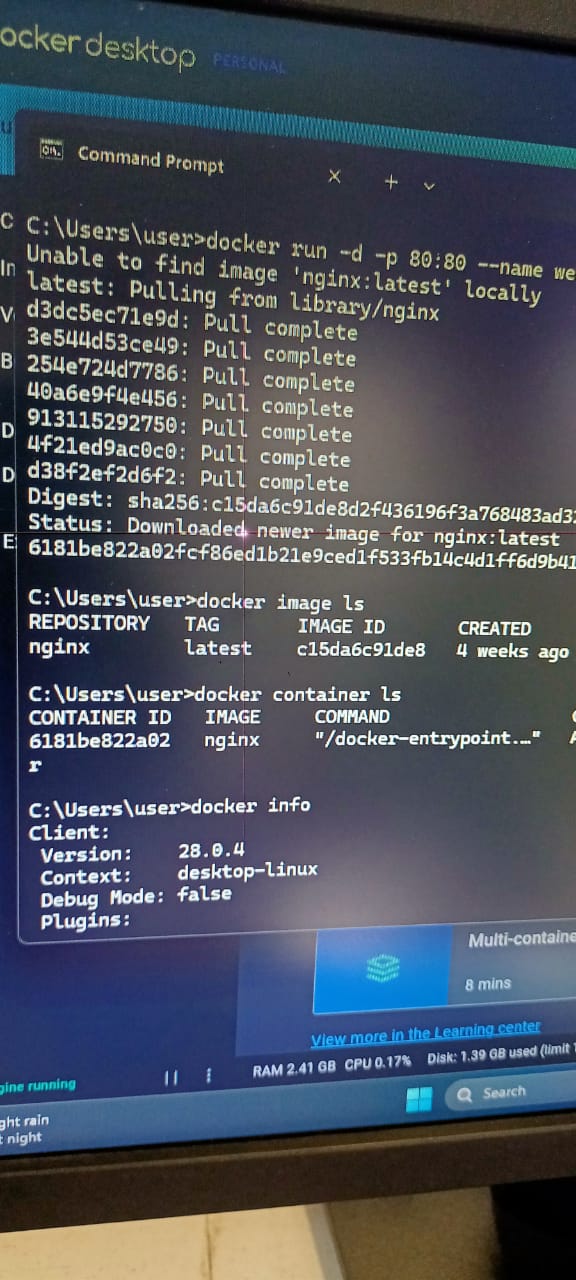 ocker desktop PERSONAL
Command Prompt
C:\Users\user>docker run -d -p 80:80 --name we
Unable to find image 'nginx:latest' locally
latest: Pulling from library/nginx
d3dc5ec71e9d: Pull complete
3e544d53ce49: Pull complete
254e724d7786: Pull complete
40a6e9f4e456: Pull complete
913115292750: Pull complete
4f21ed9ac0c0: Pull complete
d38f2ef2d6f2: Pull complete
Digest: sha256:c15da6c91de8d2f436196f3a768483ad3
Status: Downloaded newer image for nginx:latest
6181be822a02fcf86ed1b21e9ced1f533fb14c4d1ff6d9b41
C:\Users\user>docker image ls
REPOSITORY TAG IMAGE ID CREATED
nginx latest c15da6c91de8 4 weeks ago
C:\Users\user>docker container ls
CONTAINER ID IMAGE COMMAND
6181be822a02 nginx "/docker-entrypoint.…"
r
C:\Users\user>docker info
Client:
Version: 28.0.4
Context: desktop-linux
Debug Mode: false
Plugins:
Multi-containe
8 mins
View more in the Learning center
gine running
RAM 2.41 GB CPU 0.17% Disk: 1.39 GB used (limit
ght rain
t night
Search